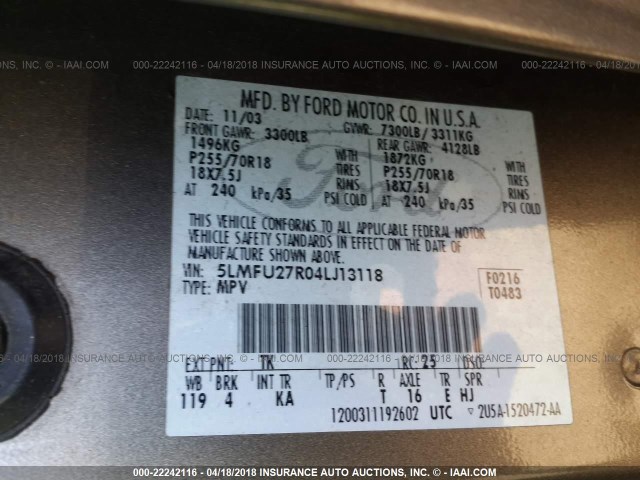 000-22242116 - 04/18/2018 INSURANCE AUTO AUCTIONS, INC. - IAAI.COM
MFD. BY FORD MOTOR CO. IN U.S.A.
DATE: 11/03 GVWR: 7300LB/ 3311KG
FRONT GAWR: 3300LB REAR GAWR: 4128LB
1496KG WITH 1872KG WITH
P255/70R18 TIRES P255/70R18 TIRES
18X7.5J RIMS 18X7.5J RIMS
AT 240 kPa/35 PSI COLD AT 240 kPa/35 PSI COLD
Ford
THIS VEHICLE CONFORMS TO ALL APPLICABLE FEDERAL MOTOR
VEHICLE SAFETY STANDARDS IN EFFECT ON THE DATE OF
MANUFACTURE SHOWN ABOVE.
VIN: 5LMFU27R04LJ13118 F0216
TYPE: MPV T0483
EXT PNT: TK RC: 25 DSO:
WB BRK INT TR TP/PS R AXLE TR SPR
119 4 KA T 16 E HJ
1200311192602 UTC ▽ 2U5A-1520472-AA
000-22242116 - 04/18/2018 - INSURANCE AUTO AUCTIONS, INC. - IAAI.COM